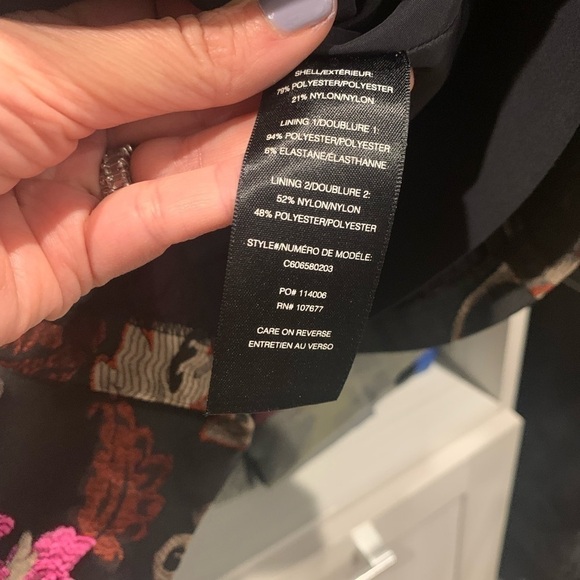 SHELL/EXTÉRIEUR:
79% POLYESTER/POLYESTER
21% NYLON/NYLON
LINING 1/DOUBLURE 1:
94% POLYESTER/POLYESTER
6% ELASTANE/ÉLASTHANNE
LINING 2/DOUBLURE 2:
52% NYLON/NYLON
48% POLYESTER/POLYESTER
STYLE#/NUMÉRO DE MODÈLE:
C606580203
PO# 114006
RN# 107677
CARE ON REVERSE
ENTRETIEN AU VERSO